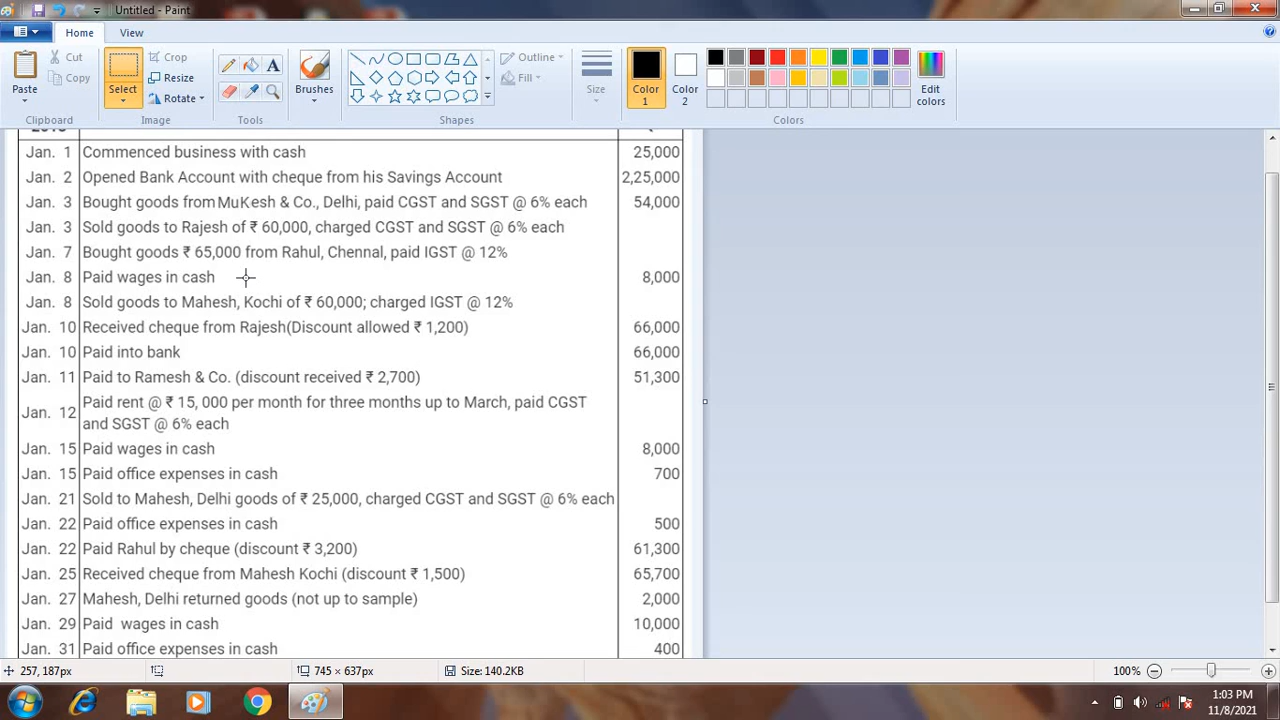 Untitled - Paint
Home View
Paste
Cut
Copy
Select
Crop
Resize
Rotate
Image
Tools
Brushes
Shapes
Outline
Fill
Size
Color 1
Color 2
Edit colors
Colors
Jan. 1 Commenced business with cash 25,000
Jan. 2 Opened Bank Account with cheque from his Savings Account 2,25,000
Jan. 3 Bought goods from MuKesh & Co., Delhi, paid CGST and SGST @ 6% each 54,000
Jan. 3 Sold goods to Rajesh of ₹ 60,000, charged CGST and SGST @ 6% each
Jan. 7 Bought goods ₹ 65,000 from Rahul, Chennai, paid IGST @ 12%
Jan. 8 Paid wages in cash 8,000
Jan. 8 Sold goods to Mahesh, Kochi of ₹ 60,000; charged IGST @ 12%
Jan. 10 Received cheque from Rajesh(Discount allowed ₹ 1,200) 66,000
Jan. 10 Paid into bank 66,000
Jan. 11 Paid to Ramesh & Co. (discount received ₹ 2,700) 51,300
Jan. 12 Paid rent @ ₹ 15, 000 per month for three months up to March, paid CGST
and SGST @ 6% each
Jan. 15 Paid wages in cash 8,000
Jan. 15 Paid office expenses in cash 700
Jan. 21 Sold to Mahesh, Delhi goods of ₹ 25,000, charged CGST and SGST @ 6% each
Jan. 22 Paid office expenses in cash 500
Jan. 22 Paid Rahul by cheque (discount ₹ 3,200) 61,300
Jan. 25 Received cheque from Mahesh Kochi (discount ₹ 1,500) 65,700
Jan. 27 Mahesh, Delhi returned goods (not up to sample) 2,000
Jan. 29 Paid wages in cash 10,000
Jan. 31 Paid office expenses in cash 400
257, 187px
745 × 637px
Size: 140.2KB
100%
1:03 PM
11/8/2021